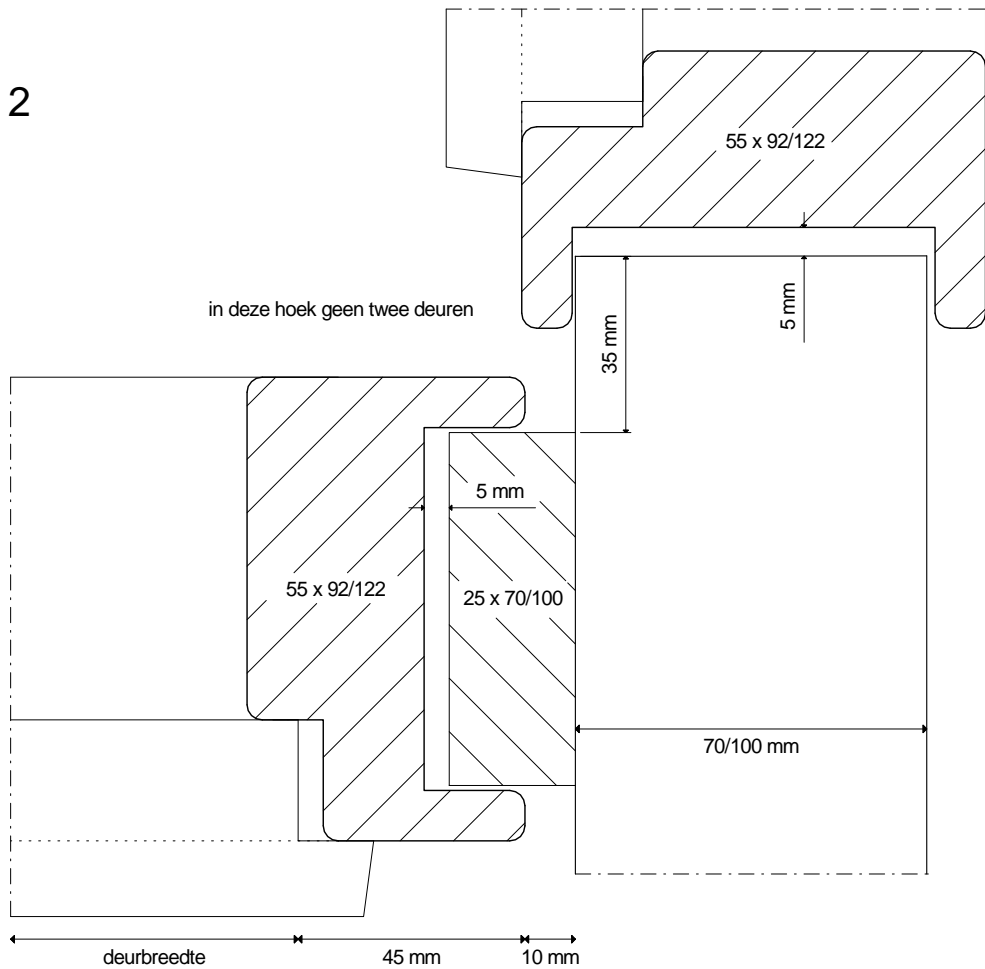 2
55 x 92/122
in deze hoek geen twee deuren
35 mm
5 mm
5 mm
55 x 92/122
25 x 70/100
70/100 mm
deurbreedte
45 mm
10 mm